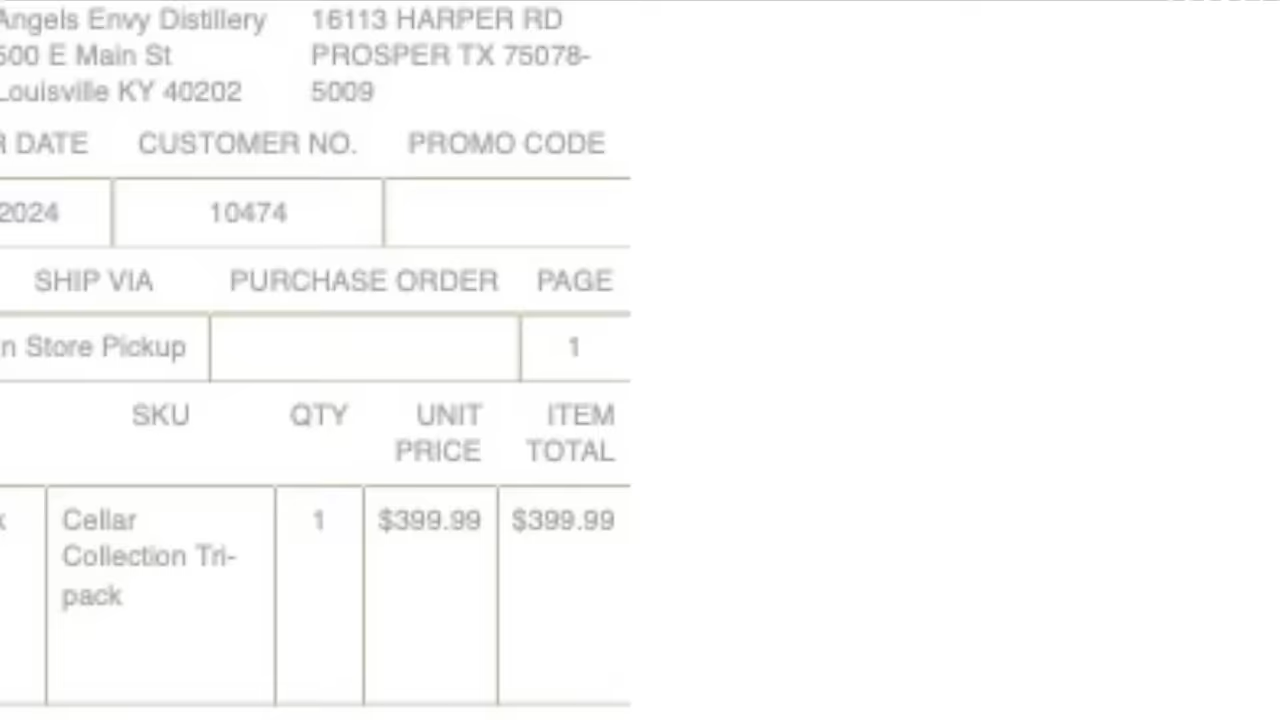 Angels Envy Distillery 16113 HARPER RD
500 E Main St PROSPER TX 75078-
Louisville KY 40202 5009
R DATE CUSTOMER NO. PROMO CODE
2024 10474
SHIP VIA PURCHASE ORDER PAGE
n Store Pickup 1
SKU QTY UNIT ITEM
PRICE TOTAL
k Cellar 1 $399.99 $399.99
Collection Tri-
pack